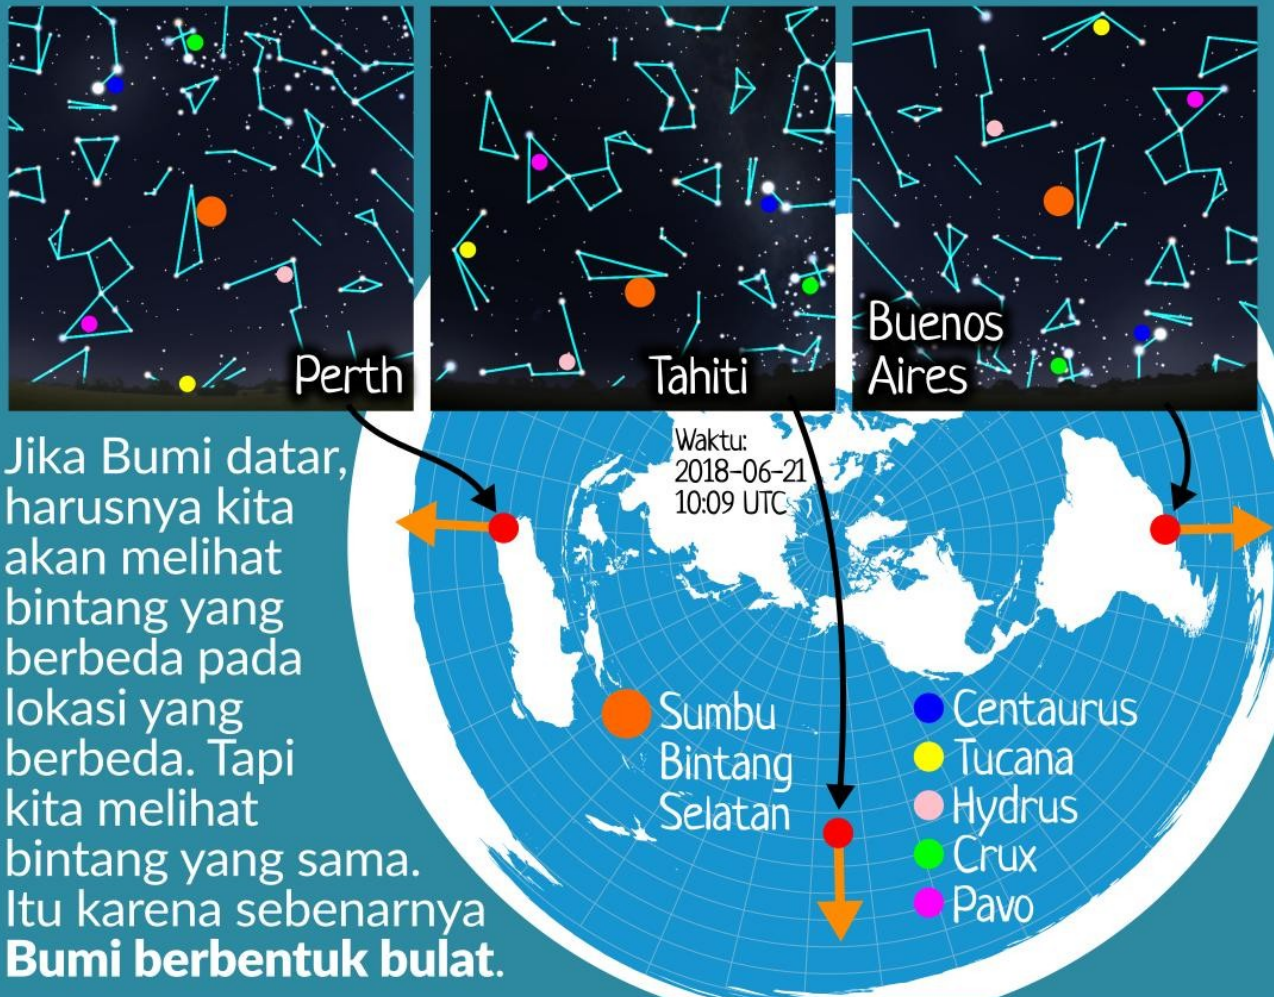 Perth
Tahiti
Buenos
Aires
Waktu:
2018-06-21
10:09 UTC
Jika Bumi datar,
harusnya kita
akan melihat
bintang yang
berbeda pada
lokasi yang
berbeda. Tapi
kita melihat
bintang yang sama.
Itu karena sebenarnya
Bumi berbentuk bulat.
Sumbu
Bintang
Selatan
Centaurus
Tucana
Hydrus
Crux
Pavo